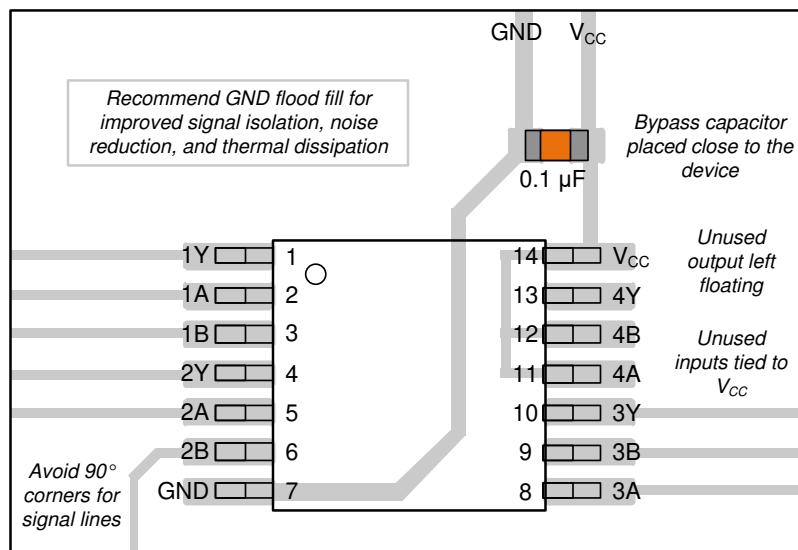 GND
V_CC
Recommend GND flood fill for
improved signal isolation, noise
reduction, and thermal dissipation
Bypass capacitor
placed close to the
device
0.1 µF
1Y 1 14 V_CC
1A 2 13 4Y
1B 3 12 4B
2Y 4 11 4A
2A 5 10 3Y
2B 6 9 3B
GND 7 8 3A
Unused
output left
floating
Unused
inputs tied to
V_CC
Avoid 90°
corners for
signal lines